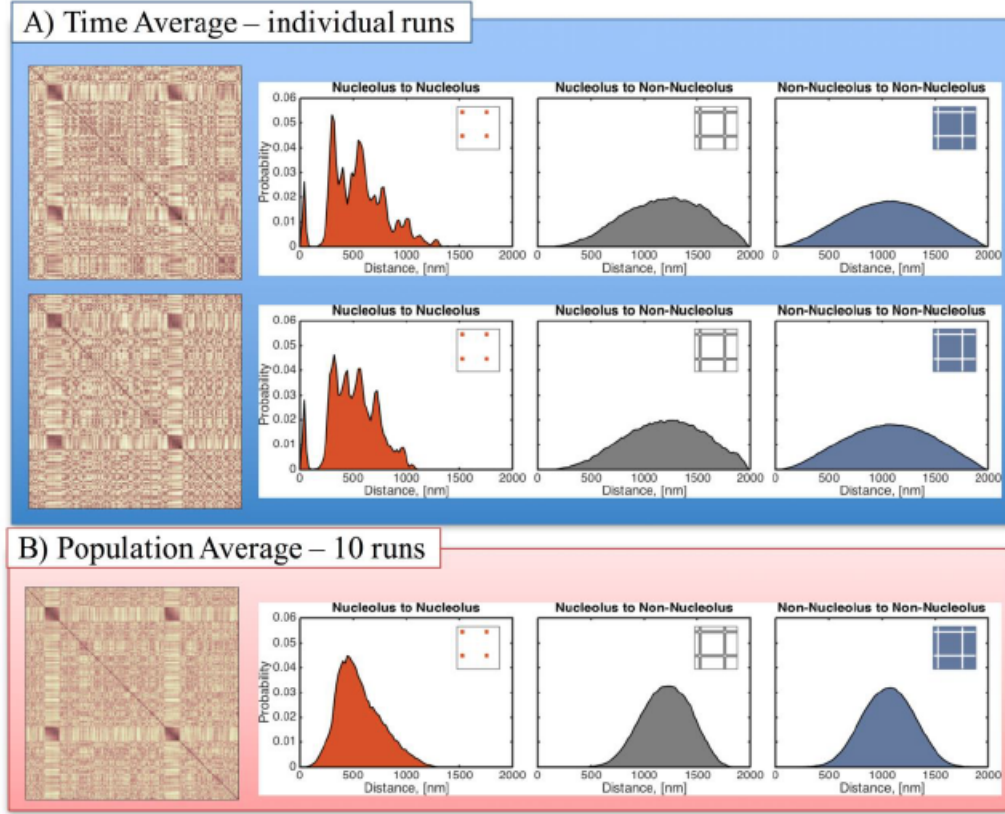 A) Time Average – individual runs
Nucleolus to Nucleolus
Nucleolus to Non-Nucleolus
Non-Nucleolus to Non-Nucleolus
0.06
0.05
0.04
0.03
0.02
0.01
0
Probability
0 500 1000 1500 2000
0 500 1000 1500 2000
0 500 1000 1500 2000
Distance, [nm]
Distance, [nm]
Distance, [nm]
Nucleolus to Nucleolus
Nucleolus to Non-Nucleolus
Non-Nucleolus to Non-Nucleolus
0.06
0.05
0.04
0.03
0.02
0.01
0
Probability
0 500 1000 1500 2000
0 500 1000 1500 2000
0 500 1000 1500 2000
Distance, [nm]
Distance, [nm]
Distance, [nm]
B) Population Average – 10 runs
Nucleolus to Nucleolus
Nucleolus to Non-Nucleolus
Non-Nucleolus to Non-Nucleolus
0.06
0.05
0.04
0.03
0.02
0.01
0
Probability
0 500 1000 1500 2000
0 500 1000 1500 2000
0 500 1000 1500 2000
Distance, [nm]
Distance, [nm]
Distance, [nm]